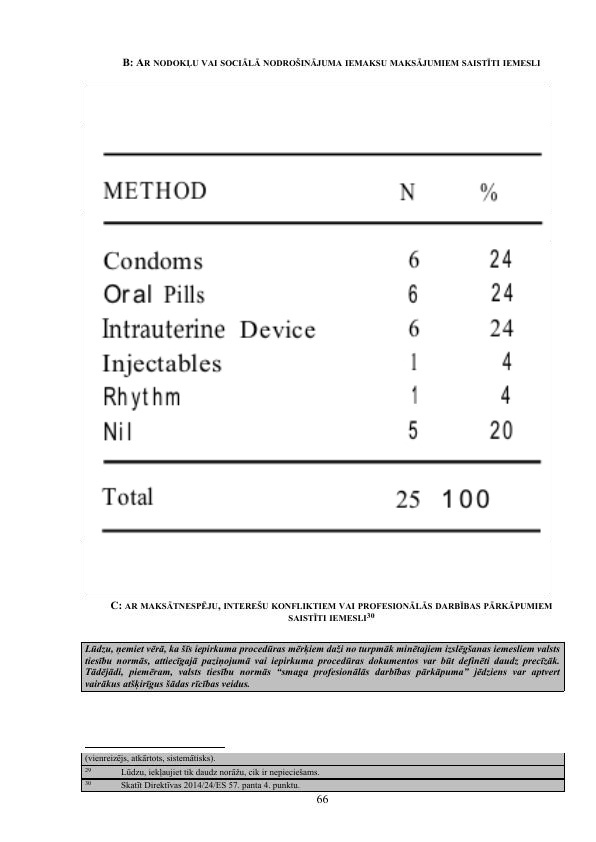 B: AR NODOKĻU VAI SOCIĀLĀ NODROŠINĀJUMA IEMAKSU MAKSĀJUMIEM SAISTĪTI IEMESLI
METHOD N %
Condoms 6 24
Oral Pills 6 24
Intrauterine Device 6 24
Injectables 1 4
Rhythm 1 4
Nil 5 20
Total 25 100
C: AR MAKSĀTNESPĒJU, INTEREŠU KONFLIKTIEM VAI PROFESIONĀLĀS DARBĪBAS PĀRKĀPUMIEM
SAISTĪTI IEMESLI30
Lūdzu, ņemiet vērā, ka šīs iepirkuma procedūras mērķiem daži no turpmāk minētajiem izslēgšanas iemesliem valsts
tiesību normās, attiecīgajā paziņojumā vai iepirkuma procedūras dokumentos var būt definēti daudz precīzāk.
Tādējādi, piemēram, valsts tiesību normās “smaga profesionālās darbības pārkāpuma” jēdziens var aptvert
vairākus atšķirīgus šādas rīcības veidus.
(vienreizējs, atkārtots, sistemātisks).
29 Lūdzu, iekļaujiet tik daudz norāžu, cik ir nepieciešams.
30 Skatīt Direktīvas 2014/24/ES 57. panta 4. punktu.
66